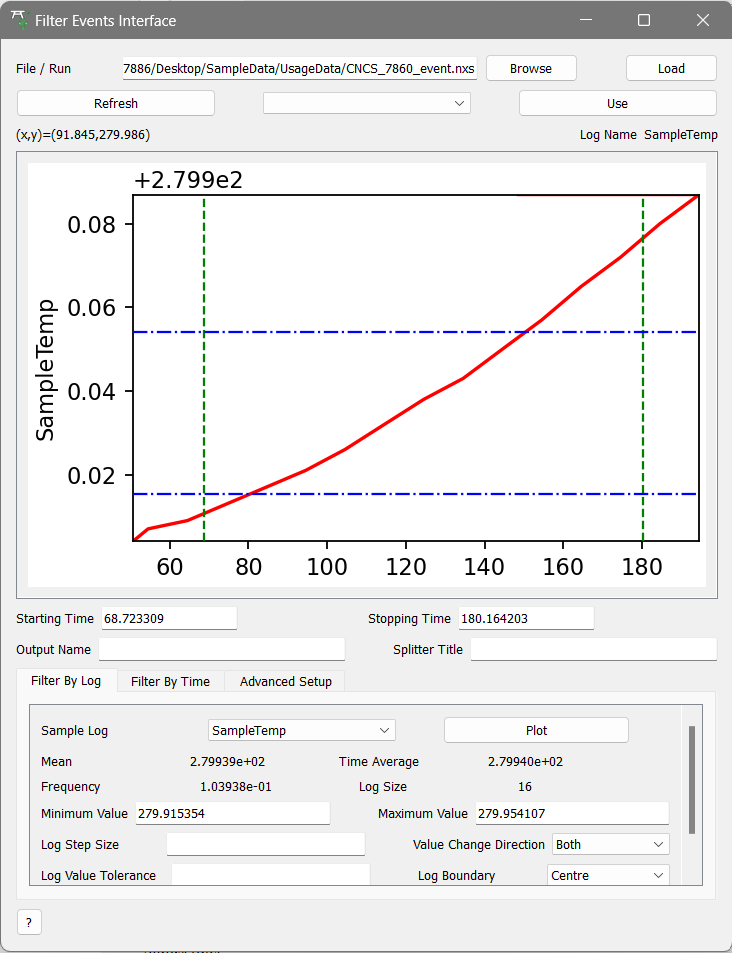 Filter Events Interface
File / Run 7886/Desktop/SampleData/UsageData/CNCS_7860_event.nxs Browse Load
Refresh Use
(x,y)=(91.845,279.986) Log Name SampleTemp
+2.799e2
0.08
0.06
0.04
0.02
SampleTemp
60 80 100 120 140 160 180
Starting Time 68.723309 Stopping Time 180.164203
Output Name Splitter Title
Filter By Log Filter By Time Advanced Setup
Sample Log SampleTemp Plot
Mean 2.79939e+02 Time Average 2.79940e+02
Frequency 1.03938e-01 Log Size 16
Minimum Value 279.915354 Maximum Value 279.954107
Log Step Size Value Change Direction Both
Log Value Tolerance Log Boundary Centre
?